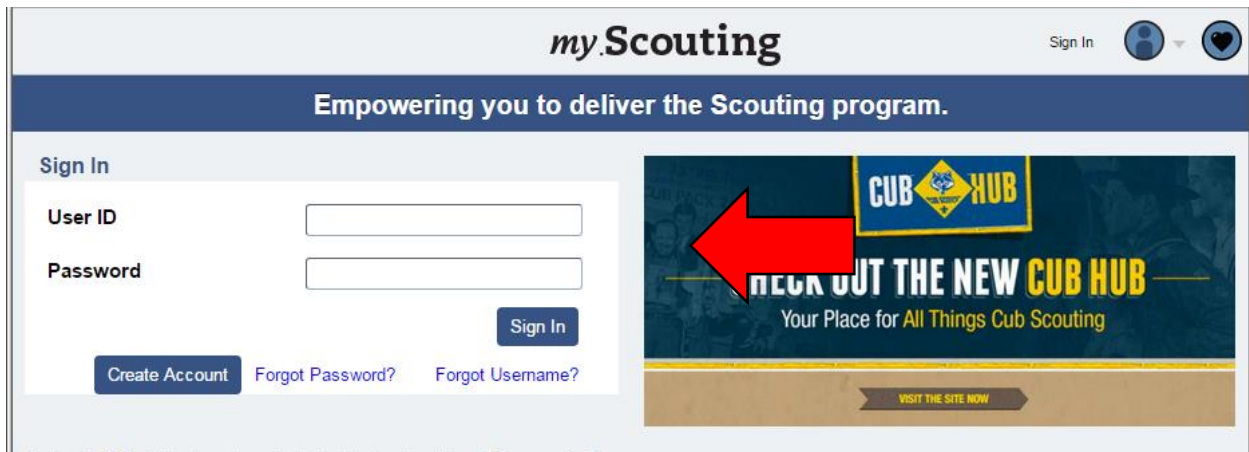 my.Scouting
Sign In
Empowering you to deliver the Scouting program.
Sign In
User ID
Password
Sign In
Create Account Forgot Password? Forgot Username?
CUB HUB
CHECK OUT THE NEW CUB HUB
Your Place for All Things Cub Scouting
VISIT THE SITE NOW